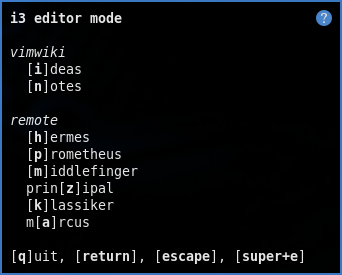 i3 editor mode ?
vimwiki
[i]deas
[n]otes
remote
[h]ermes
[p]rometheus
[m]iddlefinger
prin[z]ipal
[k]lassiker
m[a]rcus
[q]uit, [return], [escape], [super+e]